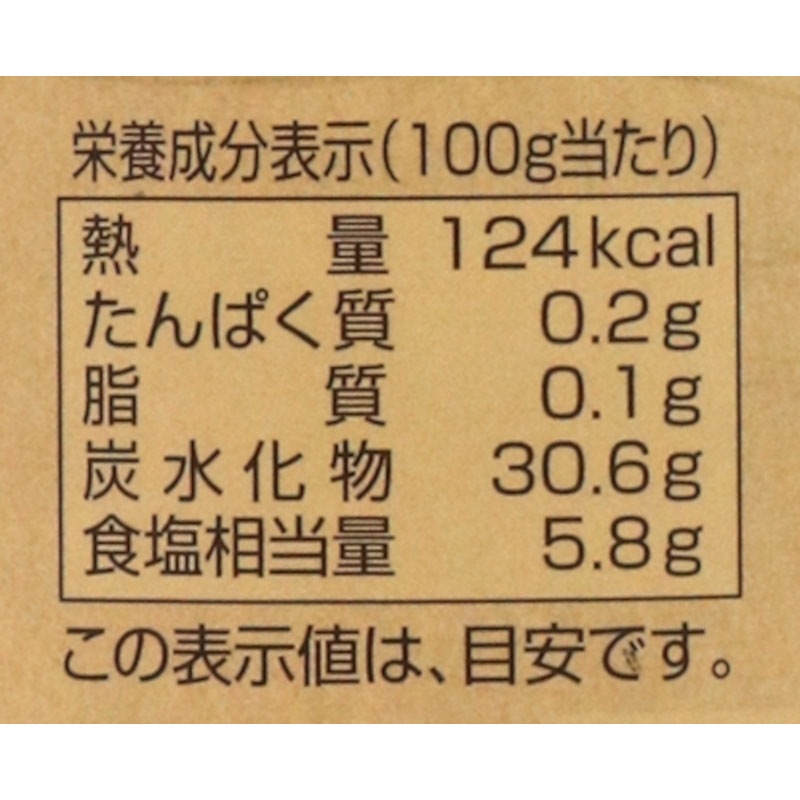 栄養成分表示(100g当たり)
熱量 124kcal
たんぱく質 0.2g
脂質 0.1g
炭水化物 30.6g
食塩相当量 5.8g
この表示値は、目安です。